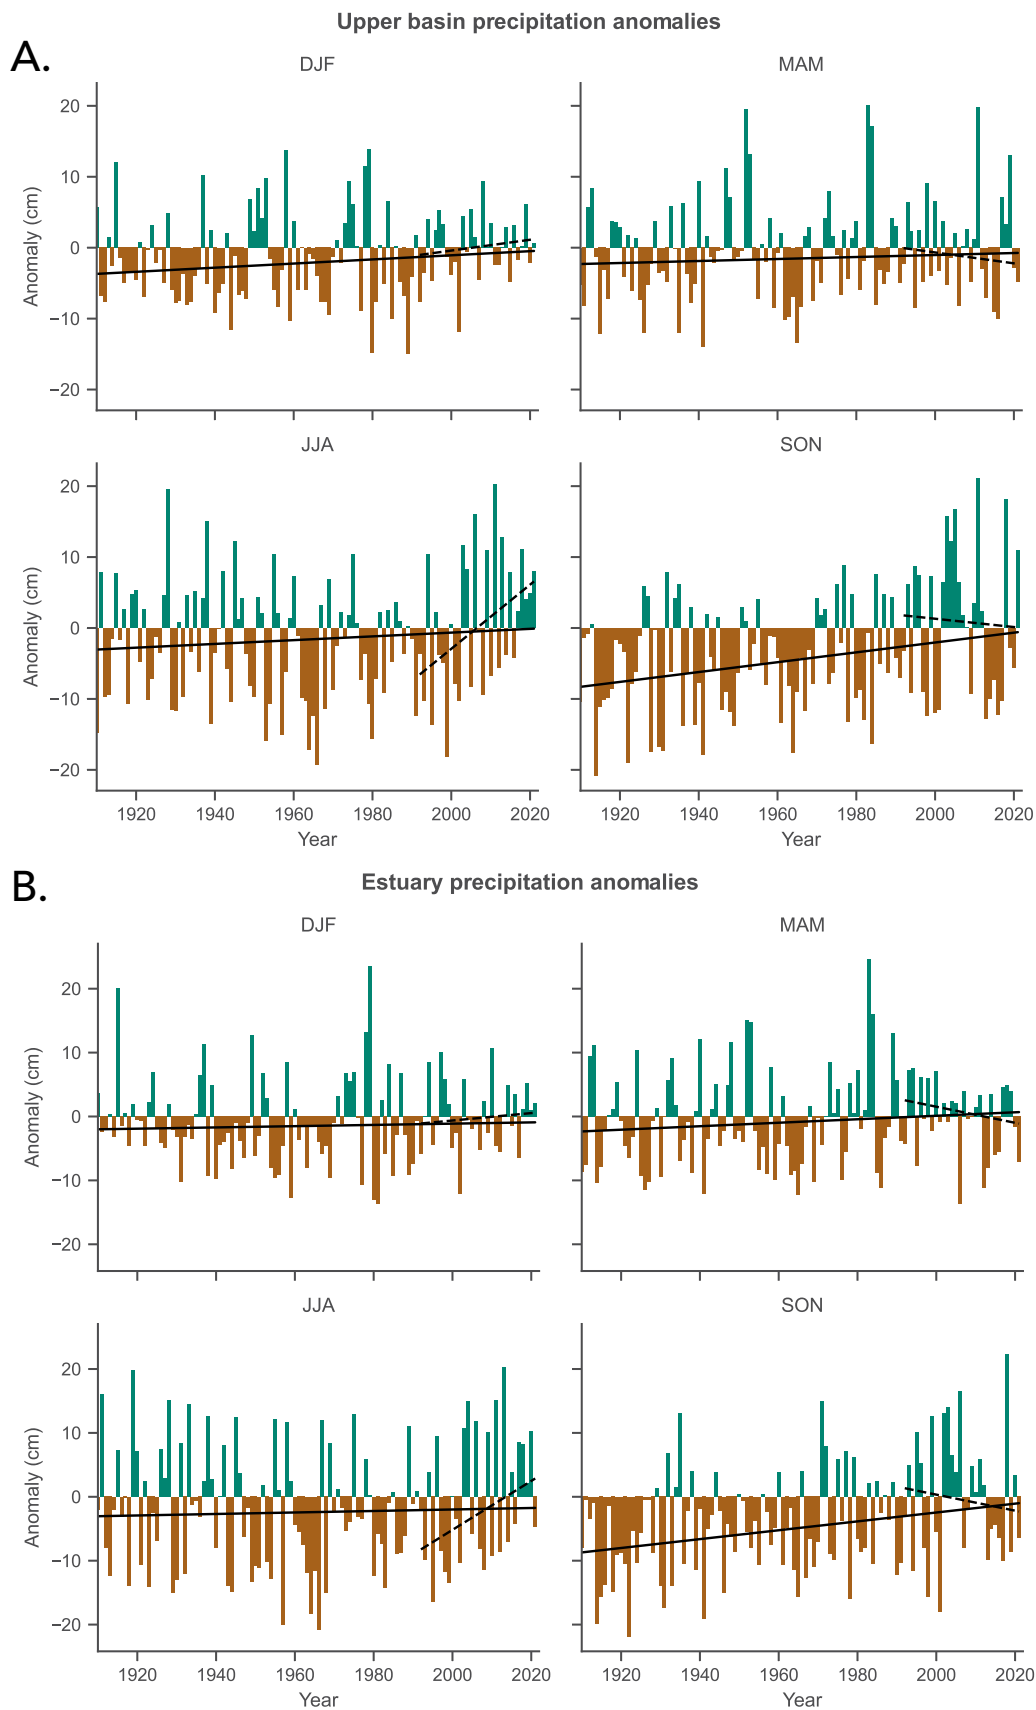 Upper basin precipitation anomalies
A.
DJF
MAM
20
10
0
−10
−20
Anomaly (cm)
JJA
SON
20
10
0
−10
−20
Anomaly (cm)
1920 1940 1960 1980 2000 2020
1920 1940 1960 1980 2000 2020
Year
Year
B.
Estuary precipitation anomalies
DJF
MAM
20
10
0
−10
−20
Anomaly (cm)
JJA
SON
20
10
0
−10
−20
Anomaly (cm)
1920 1940 1960 1980 2000 2020
1920 1940 1960 1980 2000 2020
Year
Year